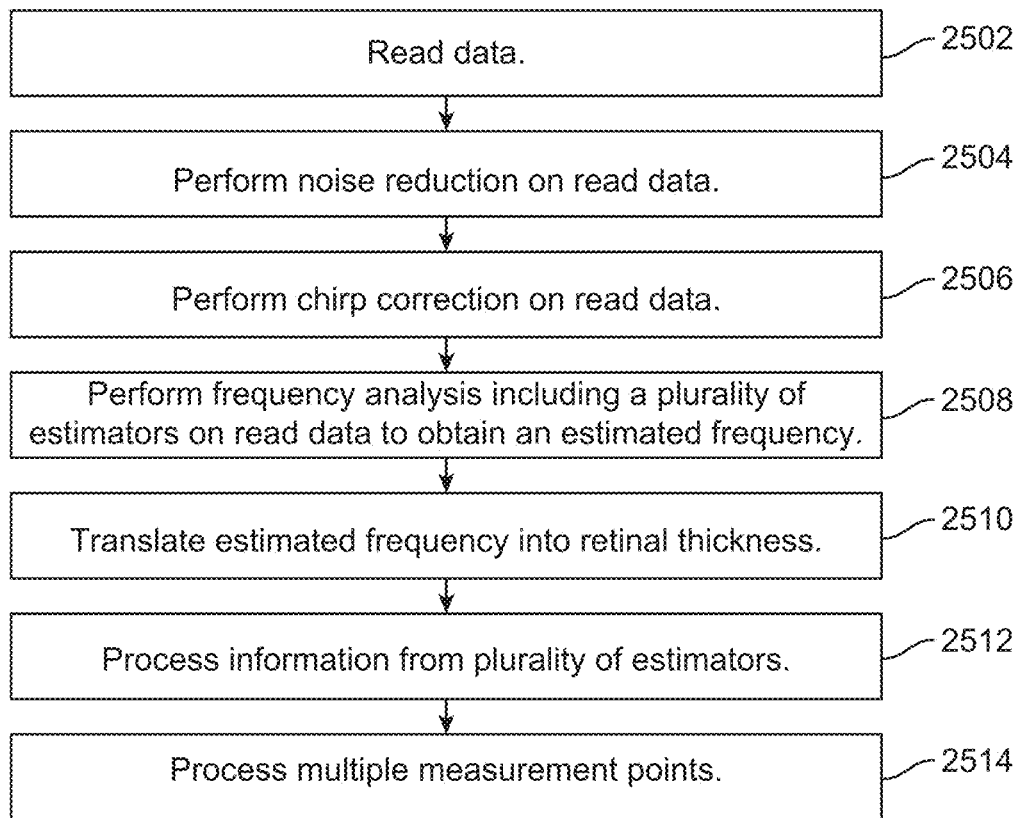 Read data.
2502
Perform noise reduction on read data.
2504
Perform chirp correction on read data.
2506
Perform frequency analysis including a plurality of
estimators on read data to obtain an estimated frequency.
2508
Translate estimated frequency into retinal thickness.
2510
Process information from plurality of estimators.
2512
Process multiple measurement points.
2514